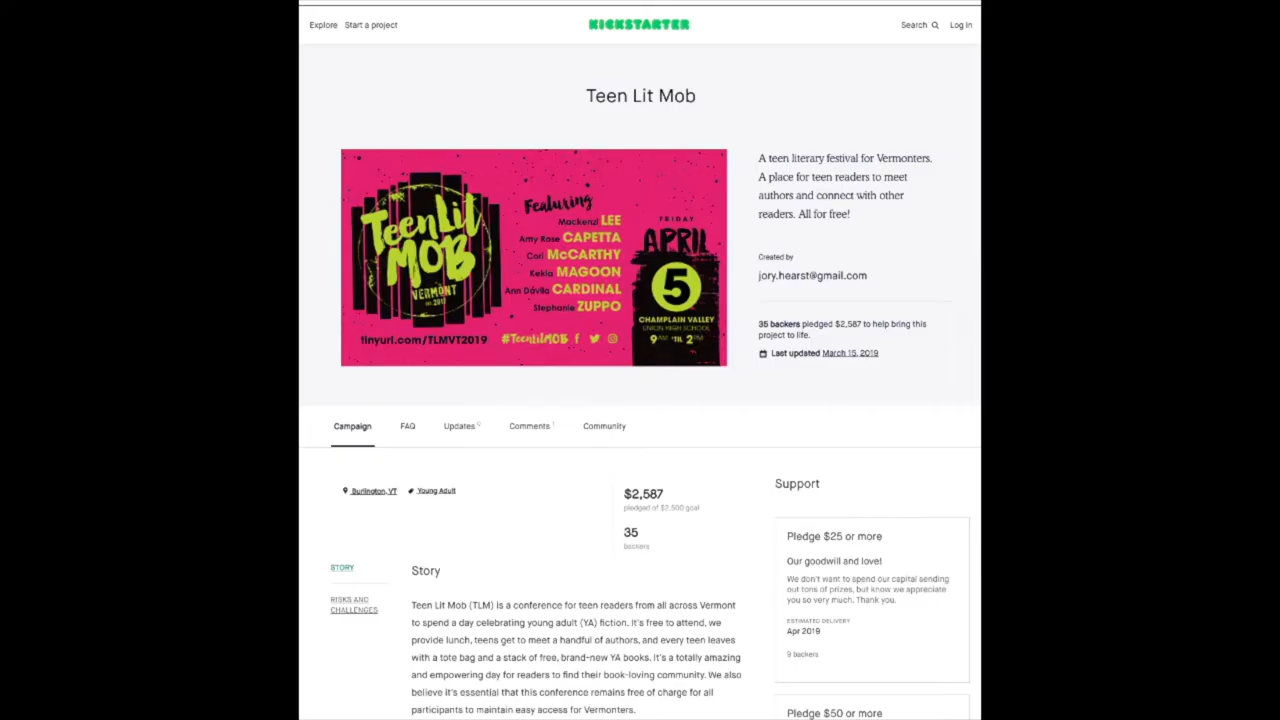 Explore Start a project KICKSTARTER Search Log in
Teen Lit Mob
Teen Lit
MOB
VERMONT
EST. 2017
tinyurl.com/TLMVT2019
Featuring
Mackenzi LEE
Amy Rose CAPETTA
Cori McCARTHY
Kekla MAGOON
Ann Dávila CARDINAL
Stephanie ZUPPO
#TeenLitMOB
FRIDAY
APRIL
5
CHAMPLAIN VALLEY
UNION HIGH SCHOOL
9AM 'TIL 2PM
A teen literary festival for Vermonters.
A place for teen readers to meet
authors and connect with other
readers. All for free!
Created by
jory.hearst@gmail.com
35 backers pledged $2,587 to help bring this
project to life.
Last updated March 15, 2019
Campaign FAQ Updates 0 Comments 1 Community
Burlington, VT Young Adult
$2,587
pledged of $2,500 goal
35
backers
STORY
RISKS AND
CHALLENGES
Story
Teen Lit Mob (TLM) is a conference for teen readers from all across Vermont
to spend a day celebrating young adult (YA) fiction. It's free to attend, we
provide lunch, teens get to meet a handful of authors, and every teen leaves
with a tote bag and a stack of free, brand-new YA books. It's a totally amazing
and empowering day for readers to find their book-loving community. We also
believe it's essential that this conference remains free of charge for all
participants to maintain easy access for Vermonters.
Support
Pledge $25 or more
Our goodwill and love!
We don't want to spend our capital sending
out tons of prizes, but know we appreciate
you so very much. Thank you.
ESTIMATED DELIVERY
Apr 2019
9 backers
Pledge $50 or more